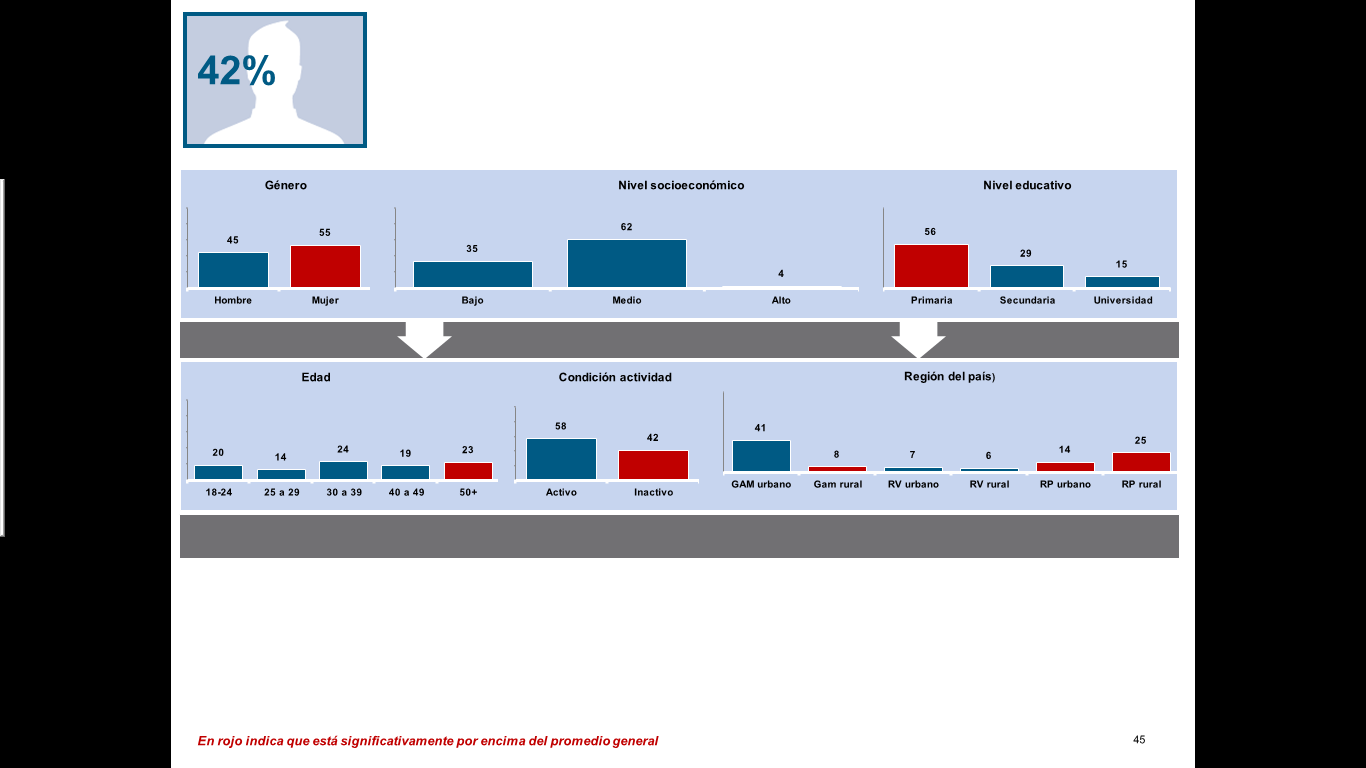 42%
Género
Nivel socioeconómico
Nivel educativo
45
55
35
62
4
56
29
15
Hombre
Mujer
Bajo
Medio
Alto
Primaria
Secundaria
Universidad
Edad
Condición actividad
Región del país)
20
14
24
19
23
58
42
41
8
7
6
14
25
18-24
25 a 29
30 a 39
40 a 49
50+
Activo
Inactivo
GAM urbano
Gam rural
RV urbano
RV rural
RP urbano
RP rural
En rojo indica que está significativamente por encima del promedio general
45